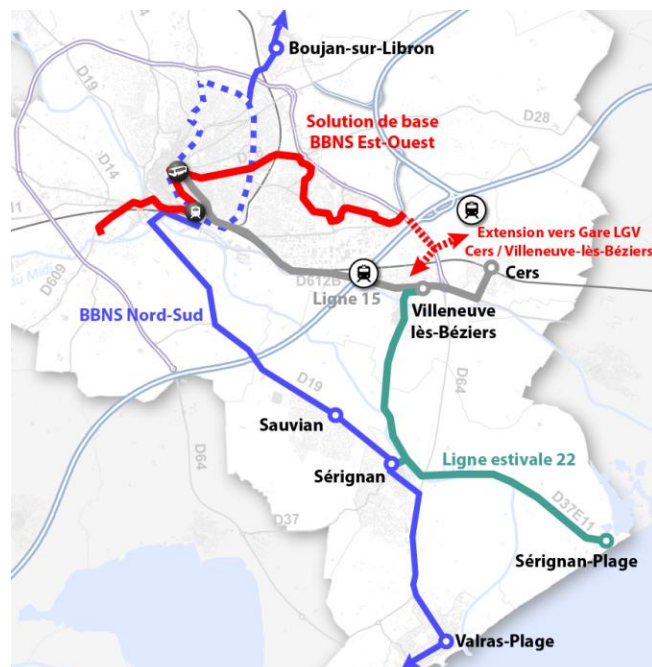 Boujan-sur-Libron
D19
Solution de base
BBNS Est-Ouest
D28
D14
Extension vers Gare LGV
Cers / Villeneuve-lès-Béziers
Cers
D612B
Ligne 15
D609
BBNS Nord-Sud
Villeneuve
lès-Béziers
D19
D64
Sauvian
D64
Sérignan
Ligne estivale 22
D37
D37E11
Sérignan-Plage
Valras-Plage